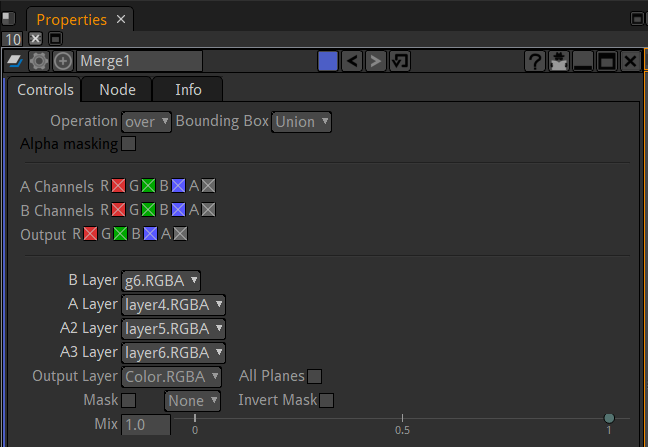 Properties
10
Merge1
Controls Node Info
Operation over Bounding Box Union
Alpha masking
A Channels R G B A
B Channels R G B A
Output R G B A
B Layer g6.RGBA
A Layer layer4.RGBA
A2 Layer layer5.RGBA
A3 Layer layer6.RGBA
Output Layer Color.RGBA All Planes
Mask None Invert Mask
Mix 1.0 0 0.5 1